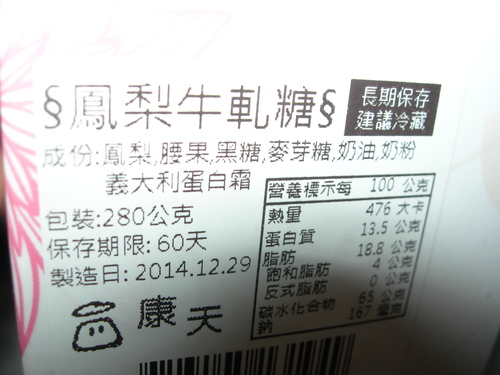 §鳳梨牛軋糖§
長期保存
建議冷藏
成份:鳳梨,腰果,黑糖,麥芽糖,奶油,奶粉
義大利蛋白霜
包裝:280公克
保存期限:60天
製造日:2014.12.29
康天
營養標示每 100 公克
熱量 476 大卡
蛋白質 13.5 公克
脂肪 18.8 公克
飽和脂肪 4 公克
反式脂肪 0 公克
碳水化合物 65 公克
鈉 167 毫克